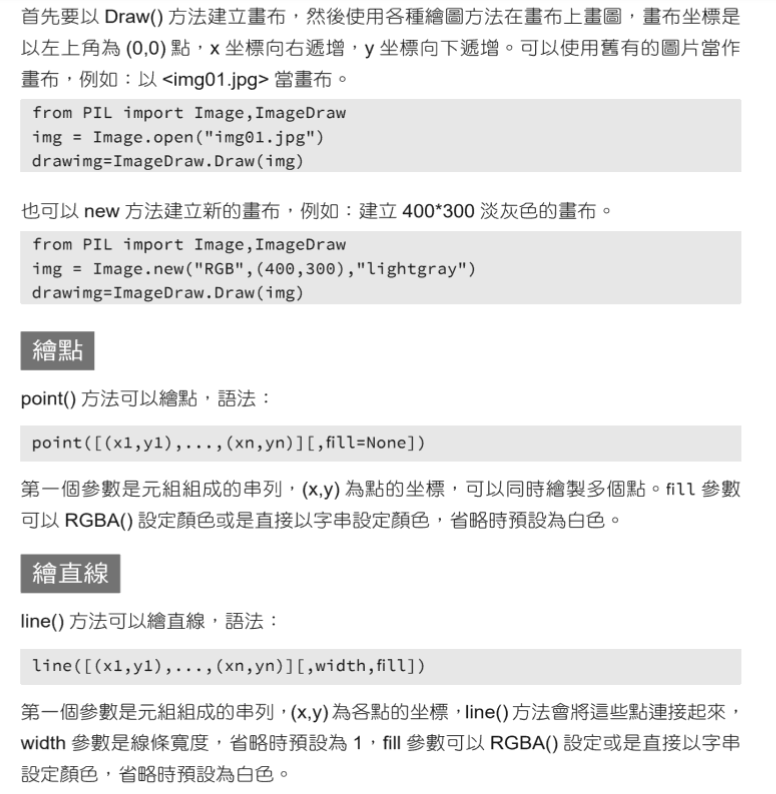 首先要以 Draw() 方法建立畫布，然後使用各種繪圖方法在畫布上畫圖，畫布坐標是
以左上角為 (0,0) 點，x 坐標向右遞增，y 坐標向下遞增。可以使用舊有的圖片當作
畫布，例如：以 <img01.jpg> 當畫布。
from PIL import Image,ImageDraw
img = Image.open("img01.jpg")
drawimg=ImageDraw.Draw(img)
也可以 new 方法建立新的畫布，例如：建立 400*300 淡灰色的畫布。
from PIL import Image,ImageDraw
img = Image.new("RGB",(400,300),"lightgray")
drawimg=ImageDraw.Draw(img)
繪點
point() 方法可以繪點，語法：
point([(x1,y1),...,(xn,yn)][,fill=None])
第一個參數是元組組成的串列，(x,y) 為點的坐標，可以同時繪製多個點。fill 參數
可以 RGBA() 設定顏色或是直接以字串設定顏色，省略時預設為白色。
繪直線
line() 方法可以繪直線，語法：
line([(x1,y1),...,(xn,yn)][,width,fill])
第一個參數是元組組成的串列，(x,y) 為各點的坐標，line() 方法會將這些點連接起來，
width 參數是線條寬度，省略時預設為 1，fill 參數可以 RGBA() 設定或是直接以字串
設定顏色，省略時預設為白色。